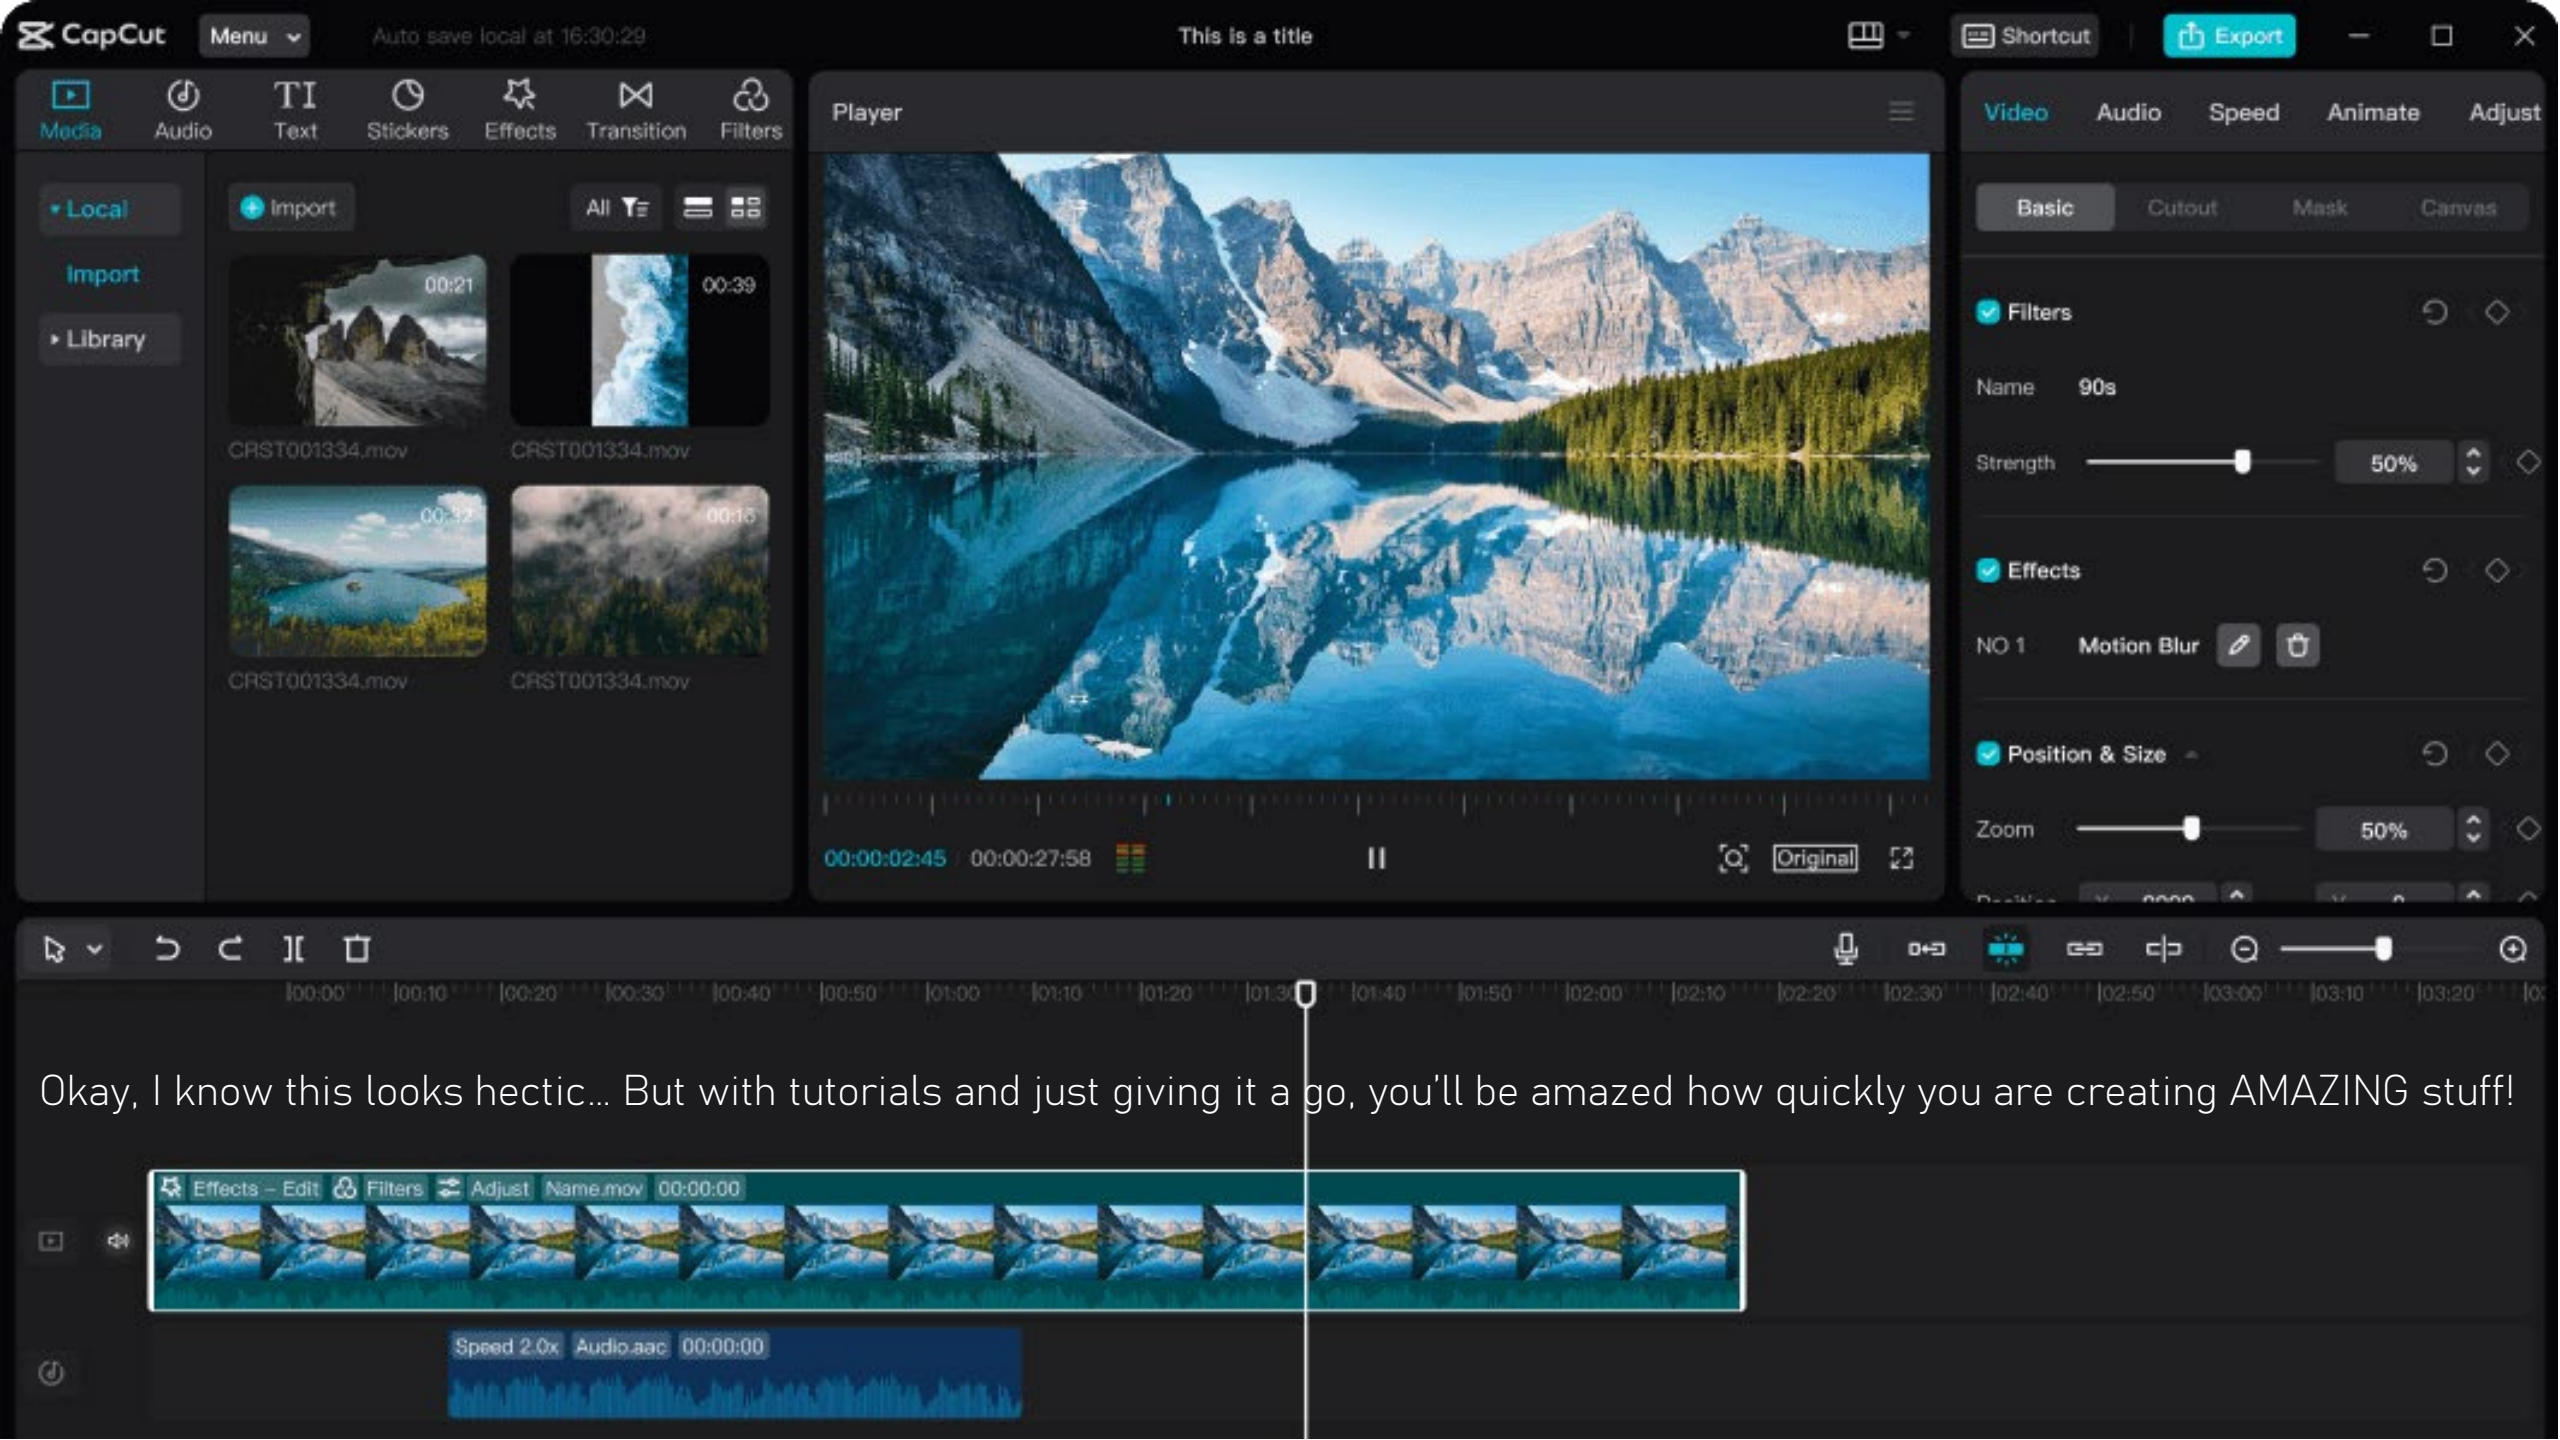 CapCut
Menu
Auto save local at 16:30:29
This is a title
Shortcut
Export
Media
Audio
TI
Text
Stickers
Effects
Transition
Filters
Local
Import
Library
Import
All
00:21
CRST001334.mov
00:39
CRST001334.mov
00:32
CRST001334.mov
00:15
CRST001334.mov
Player
00:00:02:45
00:00:27:58
Original
Video
Audio
Speed
Animate
Adjust
Basic
Cutout
Mask
Canvas
Filters
Name 90s
Strength 50%
Effects
NO 1 Motion Blur
Position & Size
Zoom 50%
00:00 00:10 00:20 00:30 00:40 00:50 01:00 01:10 01:20 01:30 01:40 01:50 02:00 02:10 02:20 02:30 02:40 02:50 03:00 03:10 03:20
Okay, I know this looks hectic... But with tutorials and just giving it a go, you'll be amazed how quickly you are creating AMAZING stuff!
Effects – Edit Filters Adjust Name.mov 00:00:00
Speed 2.0x Audio.aac 00:00:00